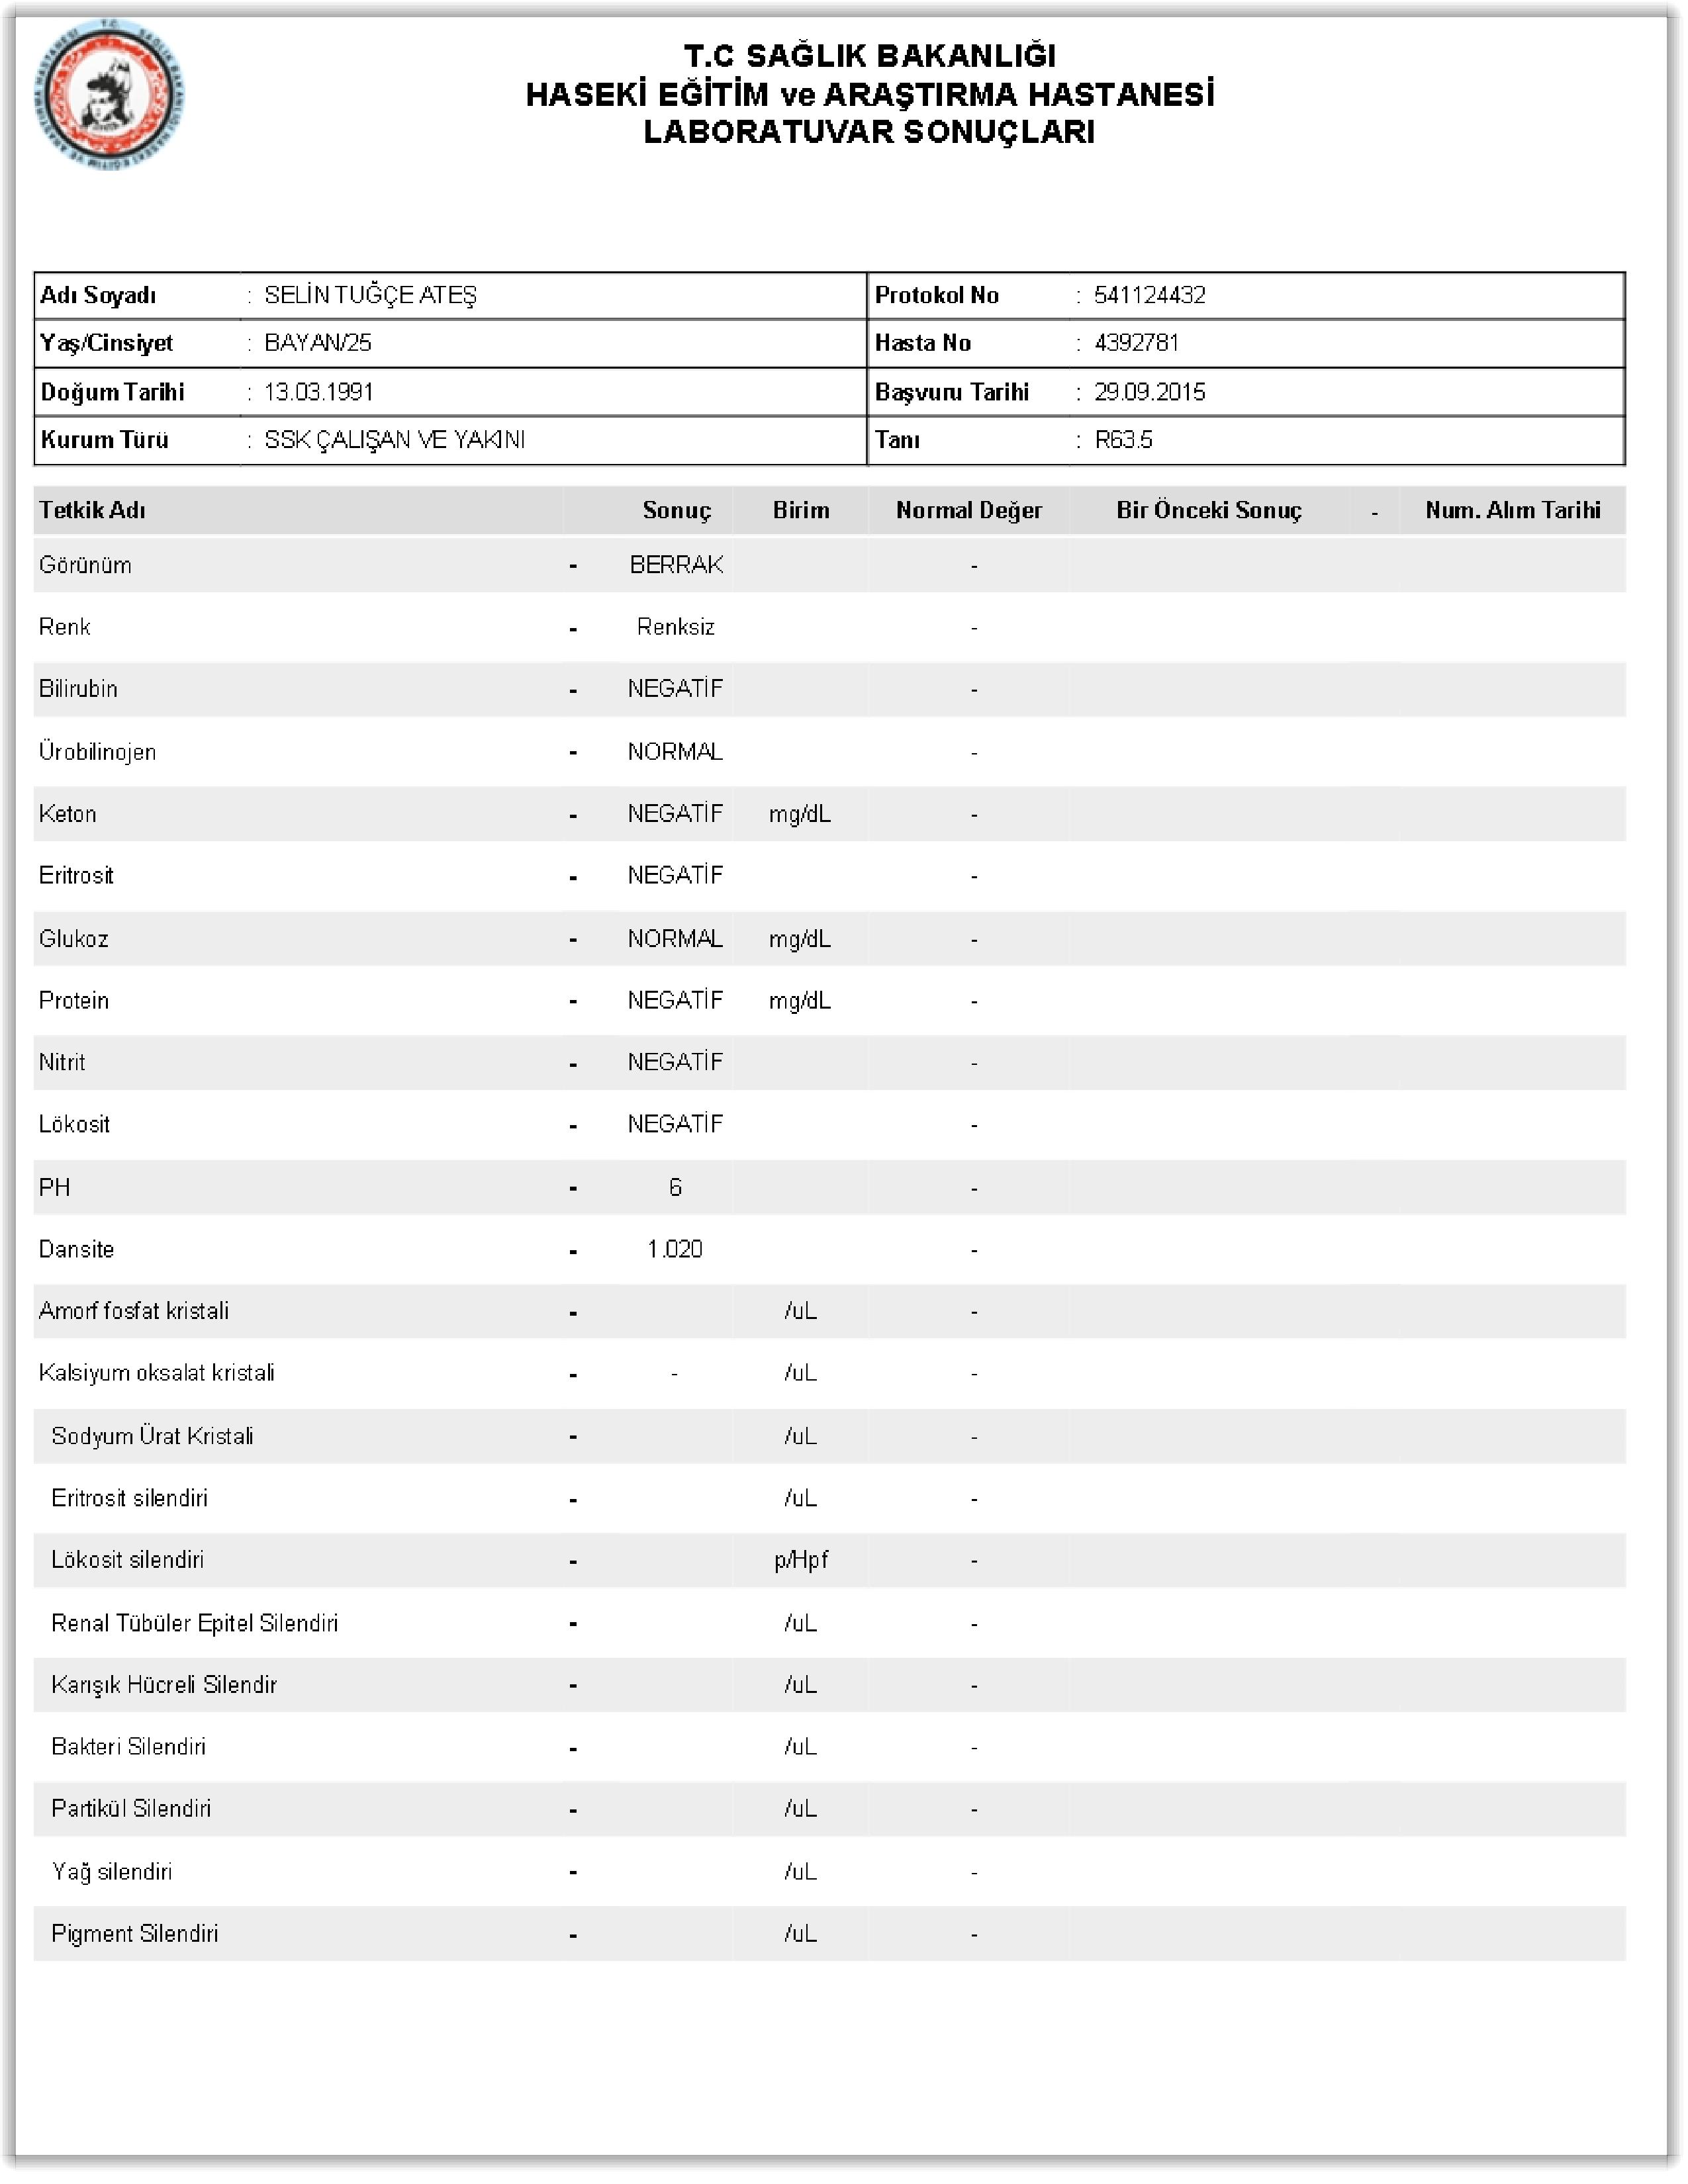 T.C SAĞLIK BAKANLIĞI
HASEKİ EĞİTİM ve ARAŞTIRMA HASTANESİ
LABORATUVAR SONUÇLARI
Adı Soyadı : SELİN TUĞÇE ATEŞ Protokol No : 541124432
Yaş/Cinsiyet : BAYAN/25 Hasta No : 4392781
Doğum Tarihi : 13.03.1991 Başvuru Tarihi : 29.09.2015
Kurum Türü : SSK ÇALIŞAN VE YAKINI Tanı : R63.5
Tetkik Adı Sonuç Birim Normal Değer Bir Önceki Sonuç - Num. Alım Tarihi
Görünüm - BERRAK -
Renk - Renksiz -
Bilirubin - NEGATİF -
Ürobilinojen - NORMAL -
Keton - NEGATİF mg/dL -
Eritrosit - NEGATİF -
Glukoz - NORMAL mg/dL -
Protein - NEGATİF mg/dL -
Nitrit - NEGATİF -
Lökosit - NEGATİF -
PH - 6 -
Dansite - 1.020 -
Amorf fosfat kristali - /uL -
Kalsiyum oksalat kristali - - /uL -
Sodyum Ürat Kristali - /uL -
Eritrosit silendiri - /uL -
Lökosit silendiri - p/Hpf -
Renal Tübüler Epitel Silendiri - /uL -
Karışık Hücreli Silendir - /uL -
Bakteri Silendiri - /uL -
Partikül Silendiri - /uL -
Yağ silendiri - /uL -
Pigment Silendiri - /uL -